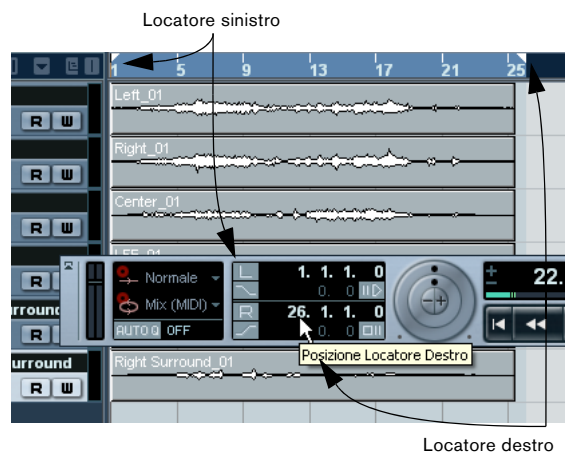 Locatore sinistro
1 5 9 13 17 21 25
Left_01
R W
Right_01
R W
Center_01
R W
LFE_01
R
Normale
L 1. 1. 1. 0
0. 0
22.
Mix (MIDI)
R 26. 1. 1. 0
AUTO Q OFF
0. 0
R
Posizione Locatore Destro
urround
Right Surround_01
R W
Locatore destro